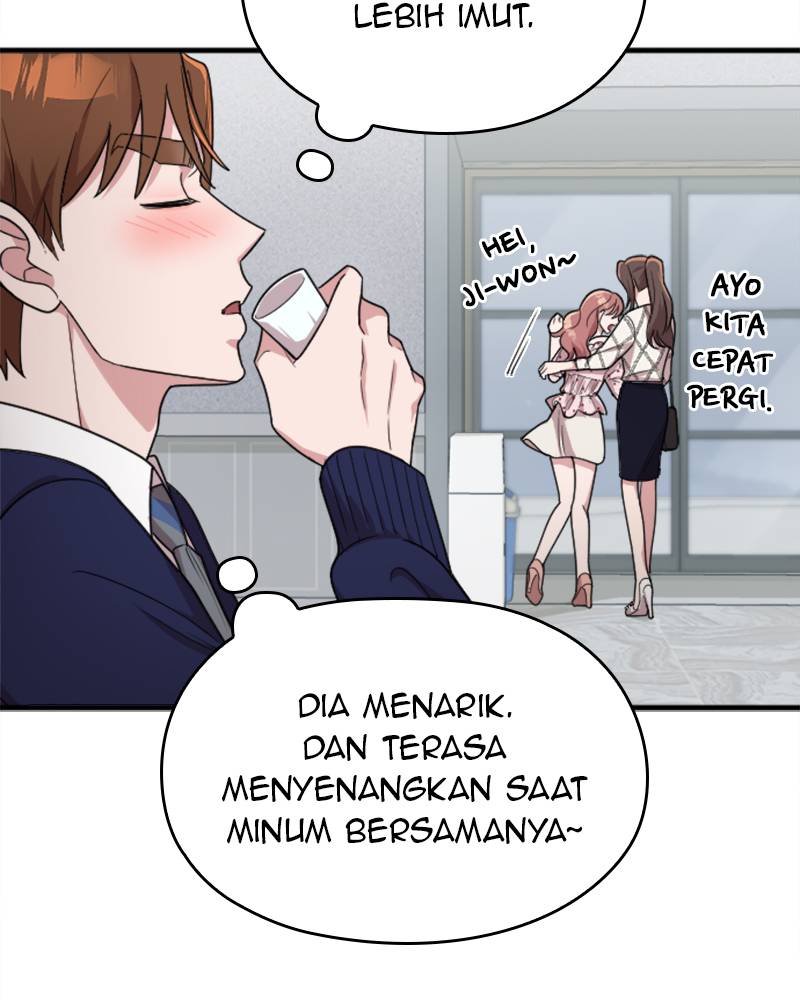 LEBIH IMUT.
HEI,
JI-WON~
AYO
KITA
CEPAT
PERGI.
DIA MENARIK.
DAN TERASA
MENYENANGKAN SAAT
MINUM BERSAMANYA~